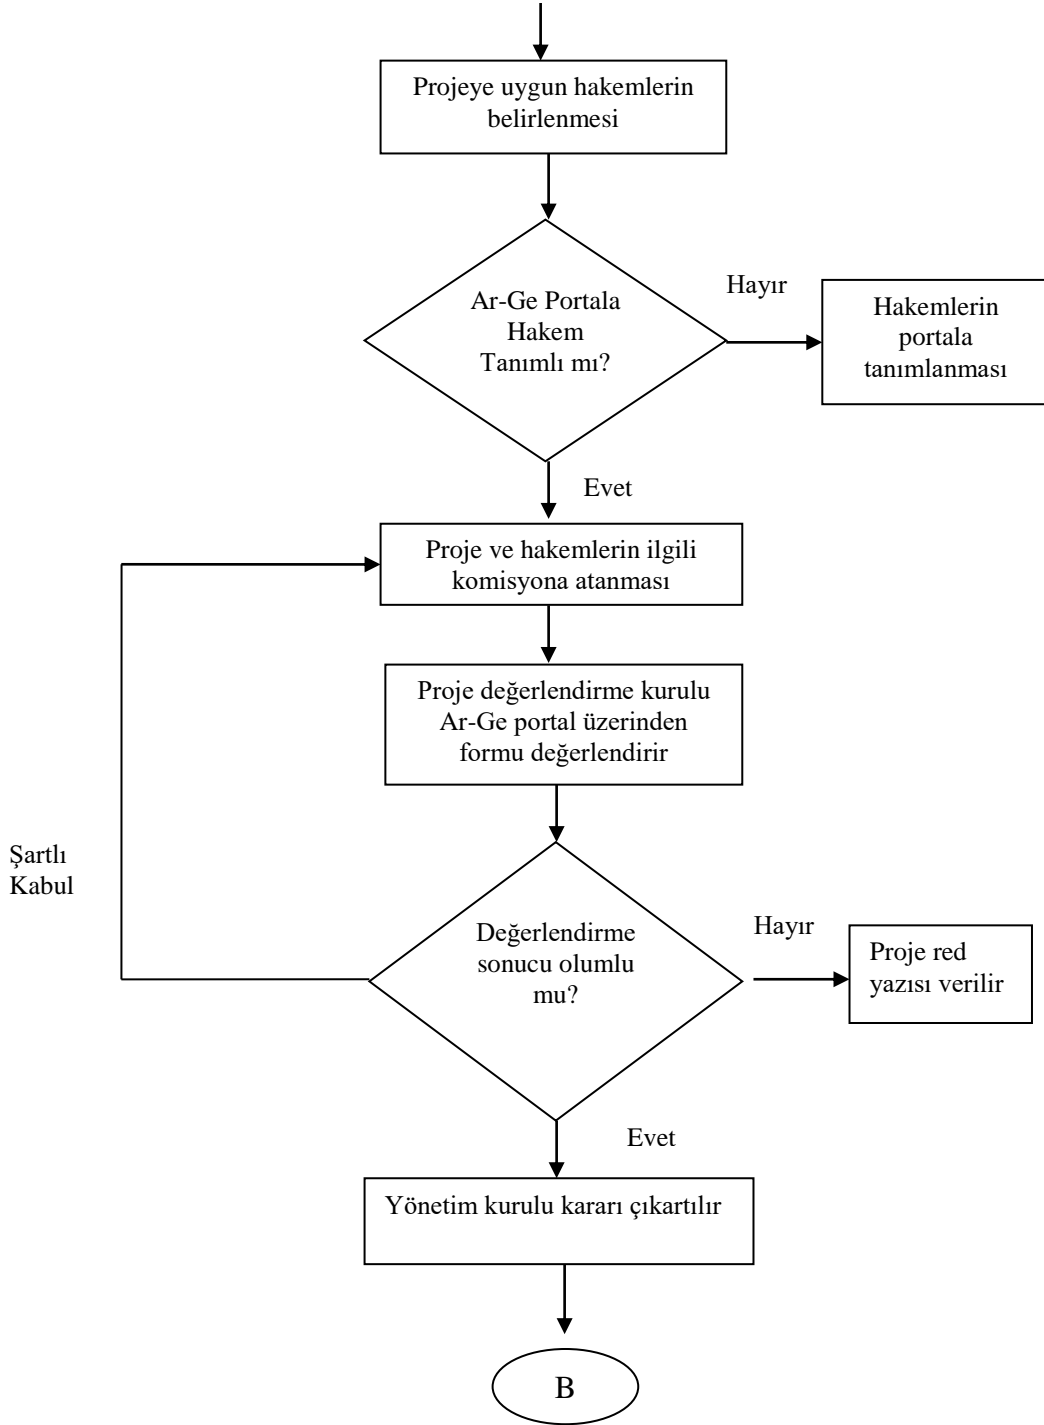 Projeye uygun hakemlerin
belirlenmesi
Ar-Ge Portala
Hakem
Tanımlı mı?
Hayır
Hakemlerin
portala
tanımlanması
Evet
Proje ve hakemlerin ilgili
komisyona atanması
Proje değerlendirme kurulu
Ar-Ge portal üzerinden
formu değerlendirir
Şartlı
Kabul
Değerlendirme
sonucu olumlu
mu?
Hayır
Proje red
yazısı verilir
Evet
Yönetim kurulu kararı çıkartılır
B